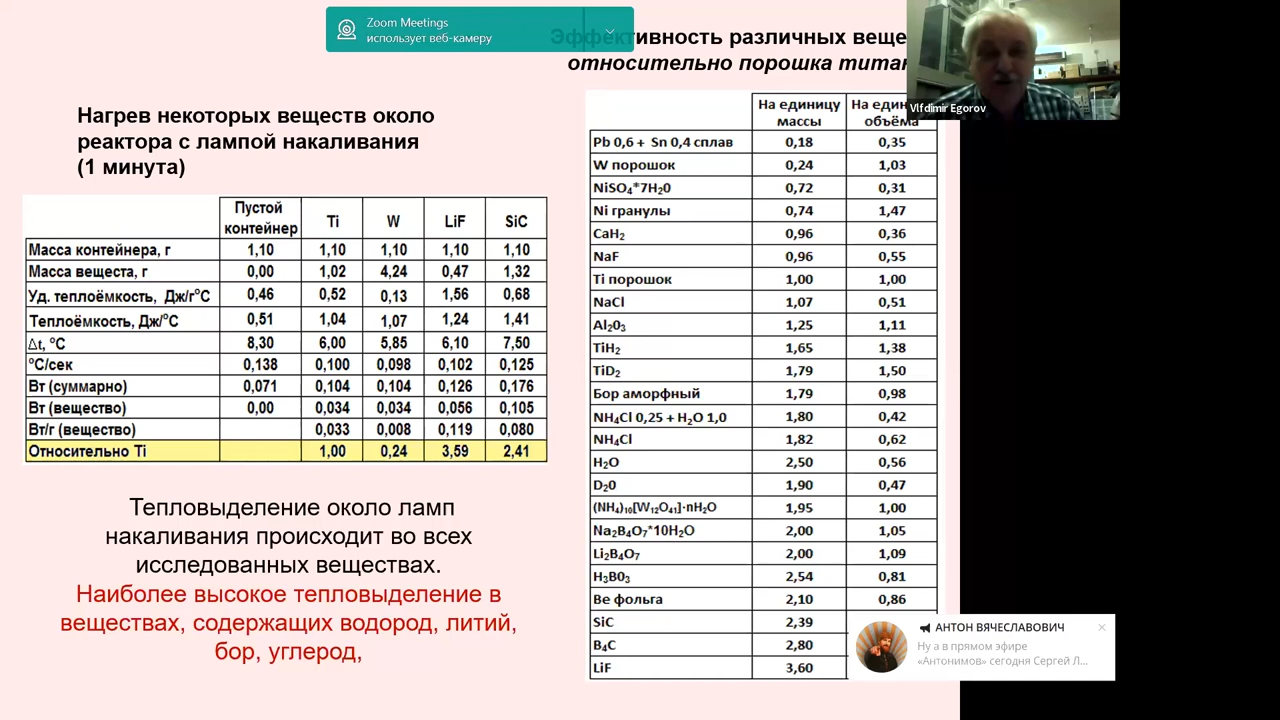 Zoom Meetings
использует веб-камеру
Эффективность различных веще
относительно порошка титан
Vlfdimir Egorov
Нагрев некоторых веществ около
реактора с лампой накаливания
(1 минута)
Пустой контейнер Ti W LiF SiC
Масса контейнера, г 1,10 1,10 1,10 1,10 1,10
Масса вещеста, г 0,00 1,02 4,24 0,47 1,32
Уд. теплоёмкость, Дж/г°С 0,46 0,52 0,13 1,56 0,68
Теплоёмкость, Дж/°С 0,51 1,04 1,07 1,24 1,41
Δt, °С 8,30 6,00 5,85 6,10 7,50
°С/сек 0,138 0,100 0,098 0,102 0,125
Вт (суммарно) 0,071 0,104 0,104 0,126 0,176
Вт (вещество) 0,00 0,034 0,034 0,056 0,105
Вт/г (вещество) 0,033 0,008 0,119 0,080
Относительно Ti 1,00 0,24 3,59 2,41
Тепловыделение около ламп
накаливания происходит во всех
исследованных веществах.
Наиболее высокое тепловыделение в
веществах, содержащих водород, литий,
бор, углерод,
На единицу На един
массы объёма
Pb 0,6 + Sn 0,4 сплав 0,18 0,35
W порошок 0,24 1,03
NiSO₄*7H₂0 0,72 0,31
Ni гранулы 0,74 1,47
CaH₂ 0,96 0,36
NaF 0,96 0,55
Ti порошок 1,00 1,00
NaCl 1,07 0,51
Al₂0₃ 1,25 1,11
TiH₂ 1,65 1,38
TiD₂ 1,79 1,50
Бор аморфный 1,79 0,98
NH₄Cl 0,25 + H₂O 1,0 1,80 0,42
NH₄Cl 1,82 0,62
H₂O 2,50 0,56
D₂0 1,90 0,47
(NH₄)₁₀[W₁₂O₄₁]·nH₂O 1,95 1,00
Na₂B₄O₇*10H₂O 2,00 1,05
Li₂B₄O₇ 2,00 1,09
H₃B0₃ 2,54 0,81
Be фольга 2,10 0,86
SiC 2,39
B₄C 2,80
LiF 3,60
АНТОН ВЯЧЕСЛАВОВИЧ
Ну а в прямом эфире
«Антонимов» сегодня Сергей Л...